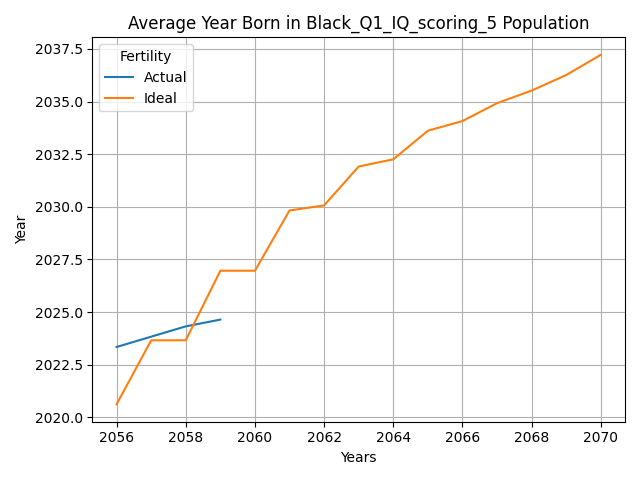 Average Year Born in Black_Q1_IQ_scoring_5 Population
Fertility
Actual
Ideal
2037.5
2035.0
2032.5
2030.0
2027.5
2025.0
2022.5
2020.0
Year
2056 2058 2060 2062 2064 2066 2068 2070
Years